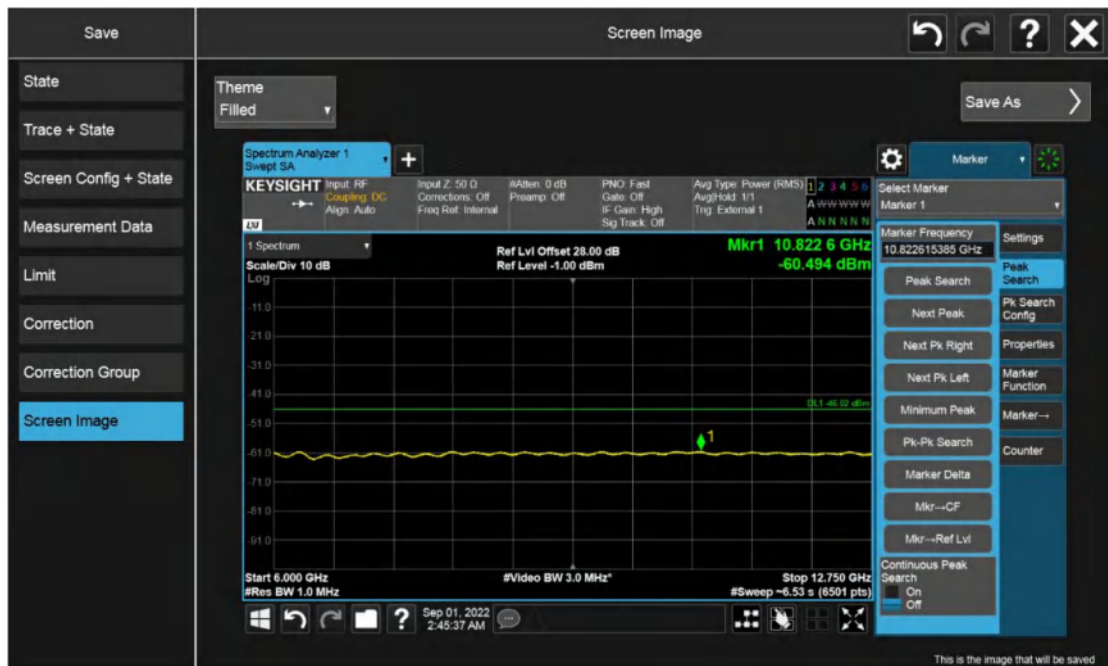 Save
Screen Image
State
Trace + State
Screen Config + State
Measurement Data
Limit
Correction
Correction Group
Screen Image
Theme
Filled
Save As
Spectrum Analyzer 1
Swept SA
KEYSIGHT
Input: RF
Coupling: DC
Align: Auto
Input Z: 50 Ω
Corrections: Off
Freq Ref: Internal
#Atten: 0 dB
Preamp: Off
PNO: Fast
Gate: Off
IF Gain: High
Sig Track: Off
Avg Type: Power (RMS)
Avg|Hold: 1/1
Trig: External 1
1 2 3 4 5 6
A W W W W W
A N N N N N
LXI
1 Spectrum
Scale/Div 10 dB
Log
Ref Lvl Offset 28.00 dB
Ref Level -1.00 dBm
Mkr1 10.822 6 GHz
-60.494 dBm
-11.0
-21.0
-31.0
-41.0
DL1 -46.02 dBm
-51.0
1
-61.0
-71.0
-81.0
-91.0
Start 6.000 GHz
#Res BW 1.0 MHz
#Video BW 3.0 MHz*
Stop 12.750 GHz
#Sweep ~6.53 s (6501 pts)
Sep 01, 2022
2:45:37 AM
Marker
Select Marker
Marker 1
Marker Frequency
10.822615385 GHz
Peak Search
Next Peak
Next Pk Right
Next Pk Left
Minimum Peak
Pk-Pk Search
Marker Delta
Mkr→CF
Mkr→Ref Lvl
Continuous Peak
Search
On
Off
Settings
Peak
Search
Pk Search
Config
Properties
Marker
Function
Marker→
Counter
This is the image that will be saved